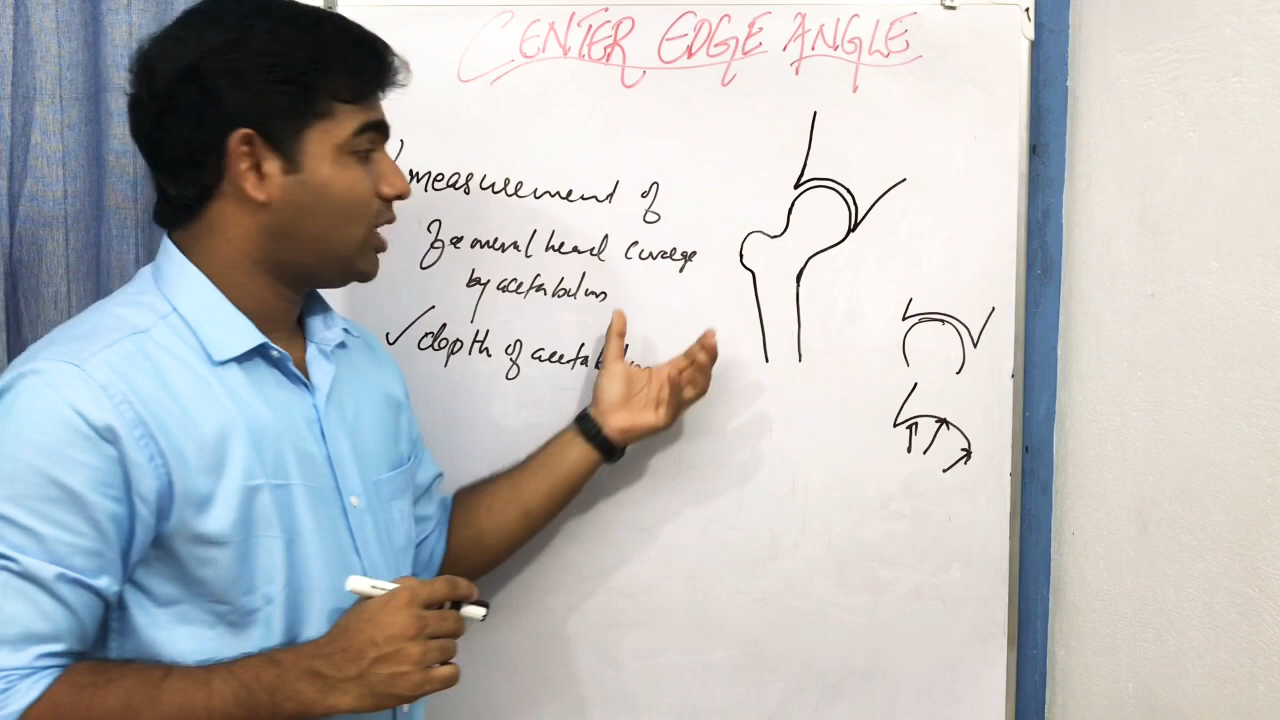 CENTER EDGE ANGLE
measurement of
femoral head coverage
by acetabulum
✓ depth of acetabulum